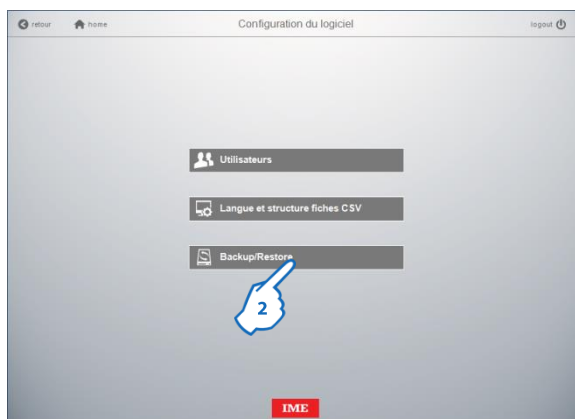 retour
home
Configuration du logiciel
logout
Utilisateurs
Langue et structure fiches CSV
Backup/Restore
2
IME